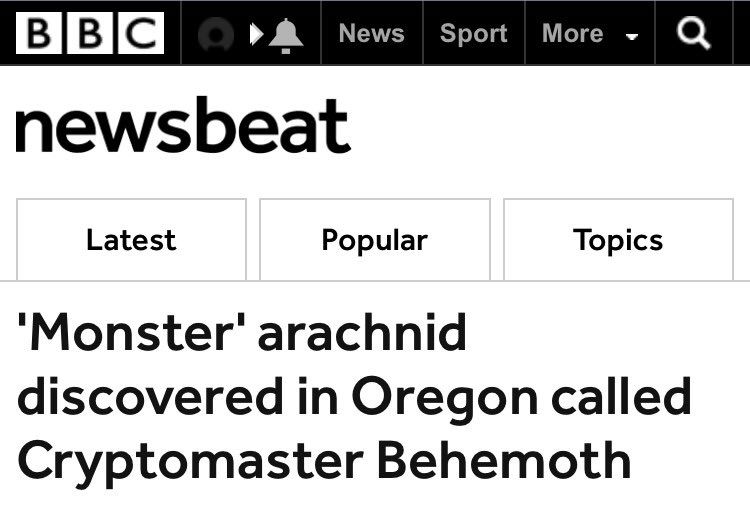 BBC News Sport More
newsbeat
Latest Popular Topics
'Monster' arachnid
discovered in Oregon called
Cryptomaster Behemoth